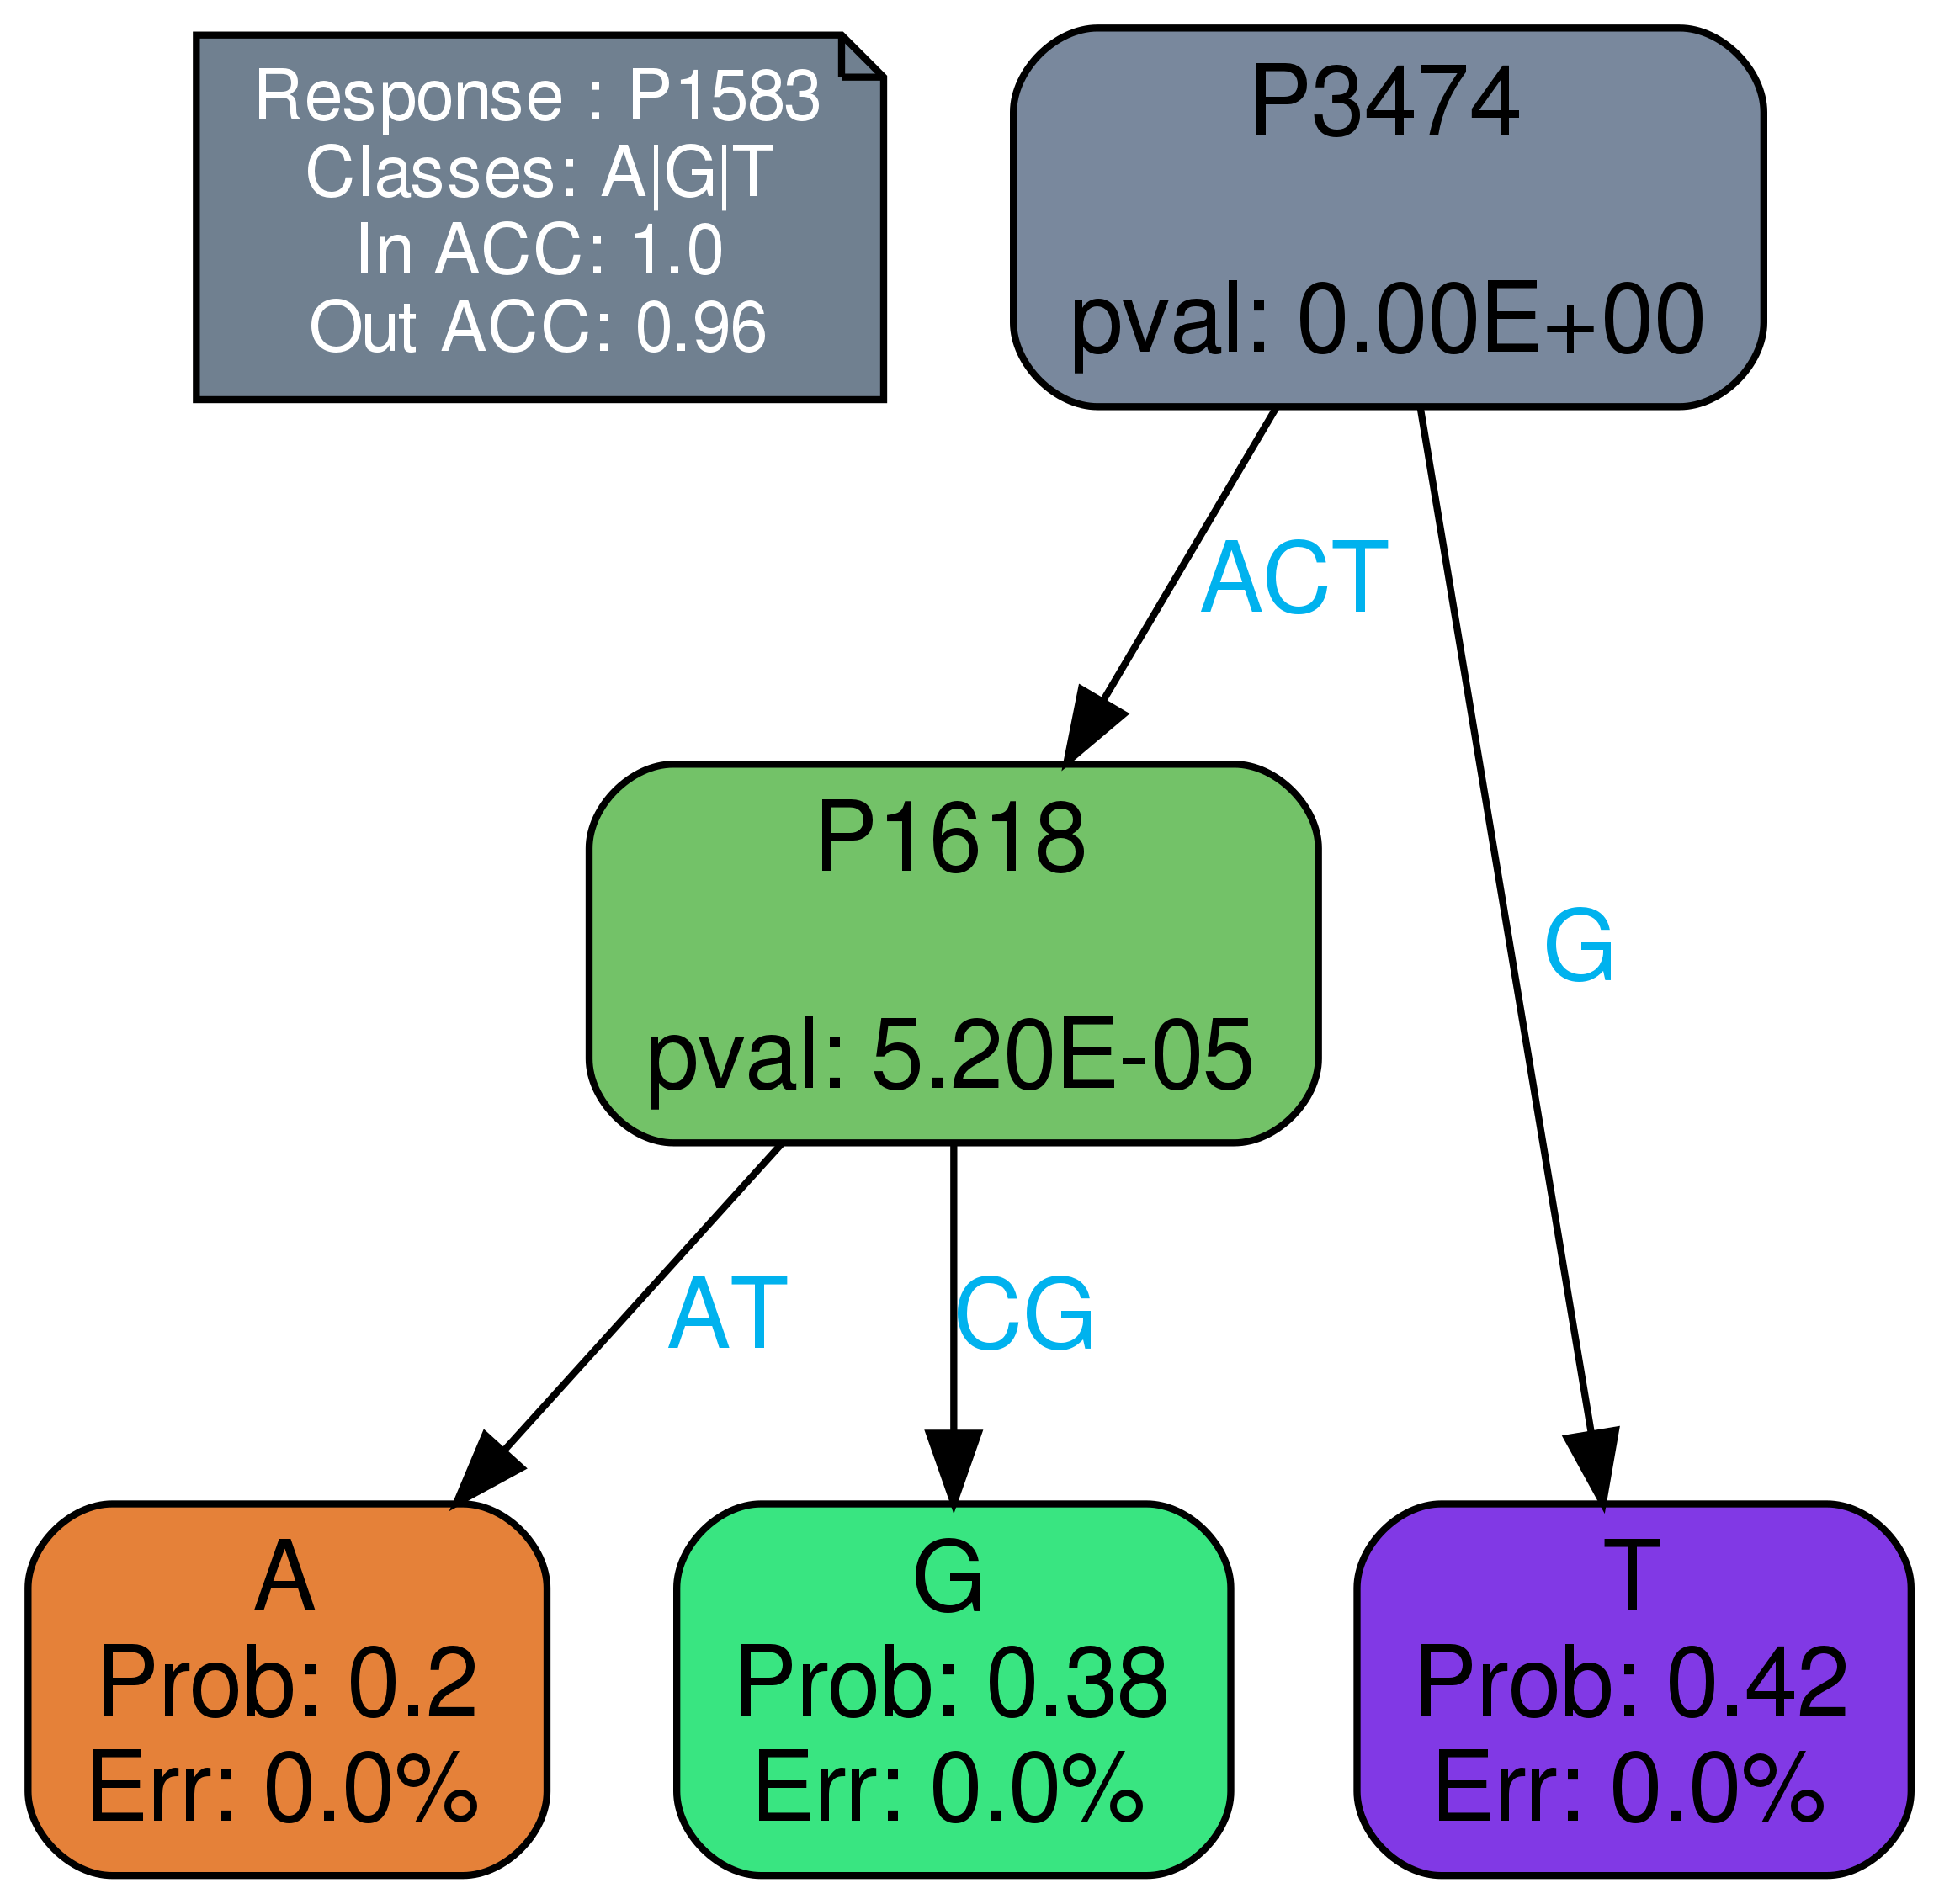 Response : P1583
Classes: A|G|T
In ACC: 1.0
Out ACC: 0.96
P3474
pval: 0.00E+00
ACT
G
P1618
pval: 5.20E-05
AT
CG
A
Prob: 0.2
Err: 0.0%
G
Prob: 0.38
Err: 0.0%
T
Prob: 0.42
Err: 0.0%